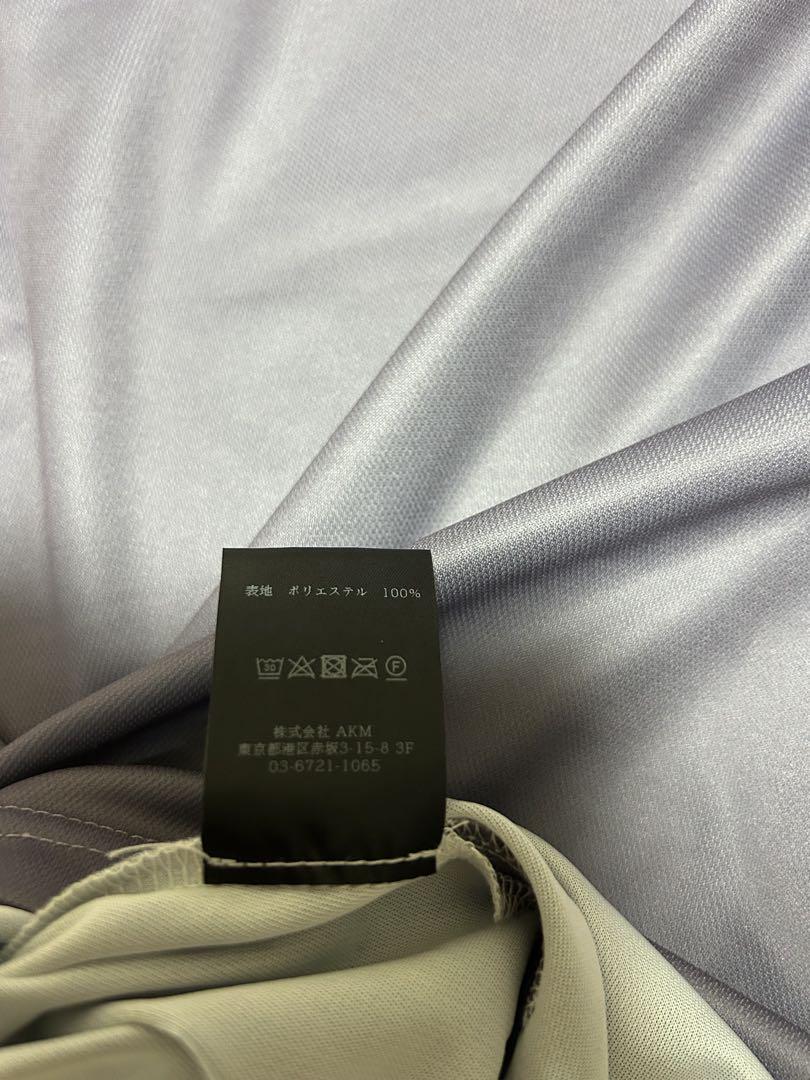 表地 ポリエステル 100%
30
F
株式会社 AKM
東京都港区赤坂3-15-8 3F
03-6721-1065